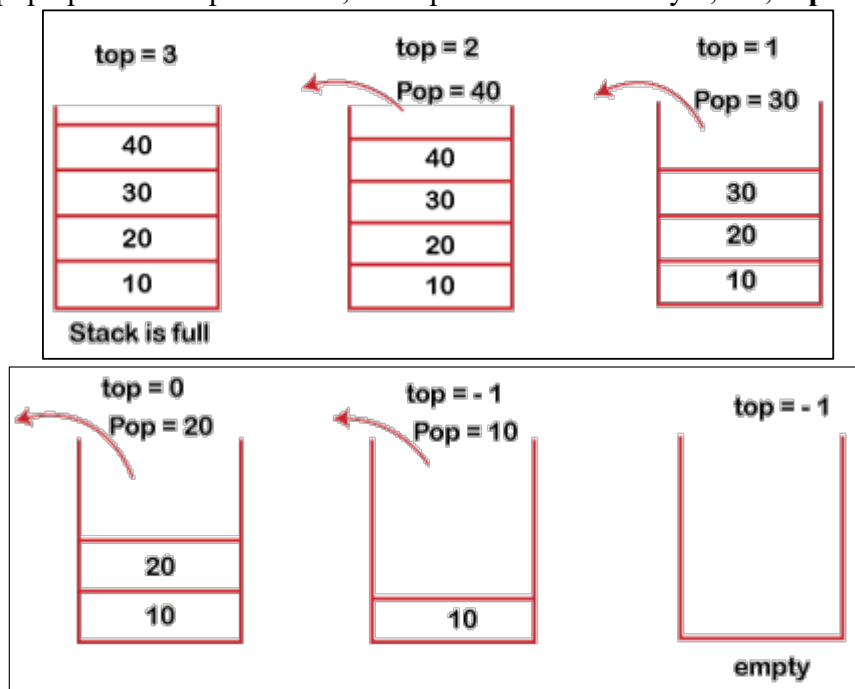 top = 3
top = 2
top = 1
Pop = 40
Pop = 30
40
30
20
10
40
30
20
10
30
20
10
Stack is full
top = 0
Pop = 20
top = - 1
Pop = 10
top = - 1
20
10
10
empty